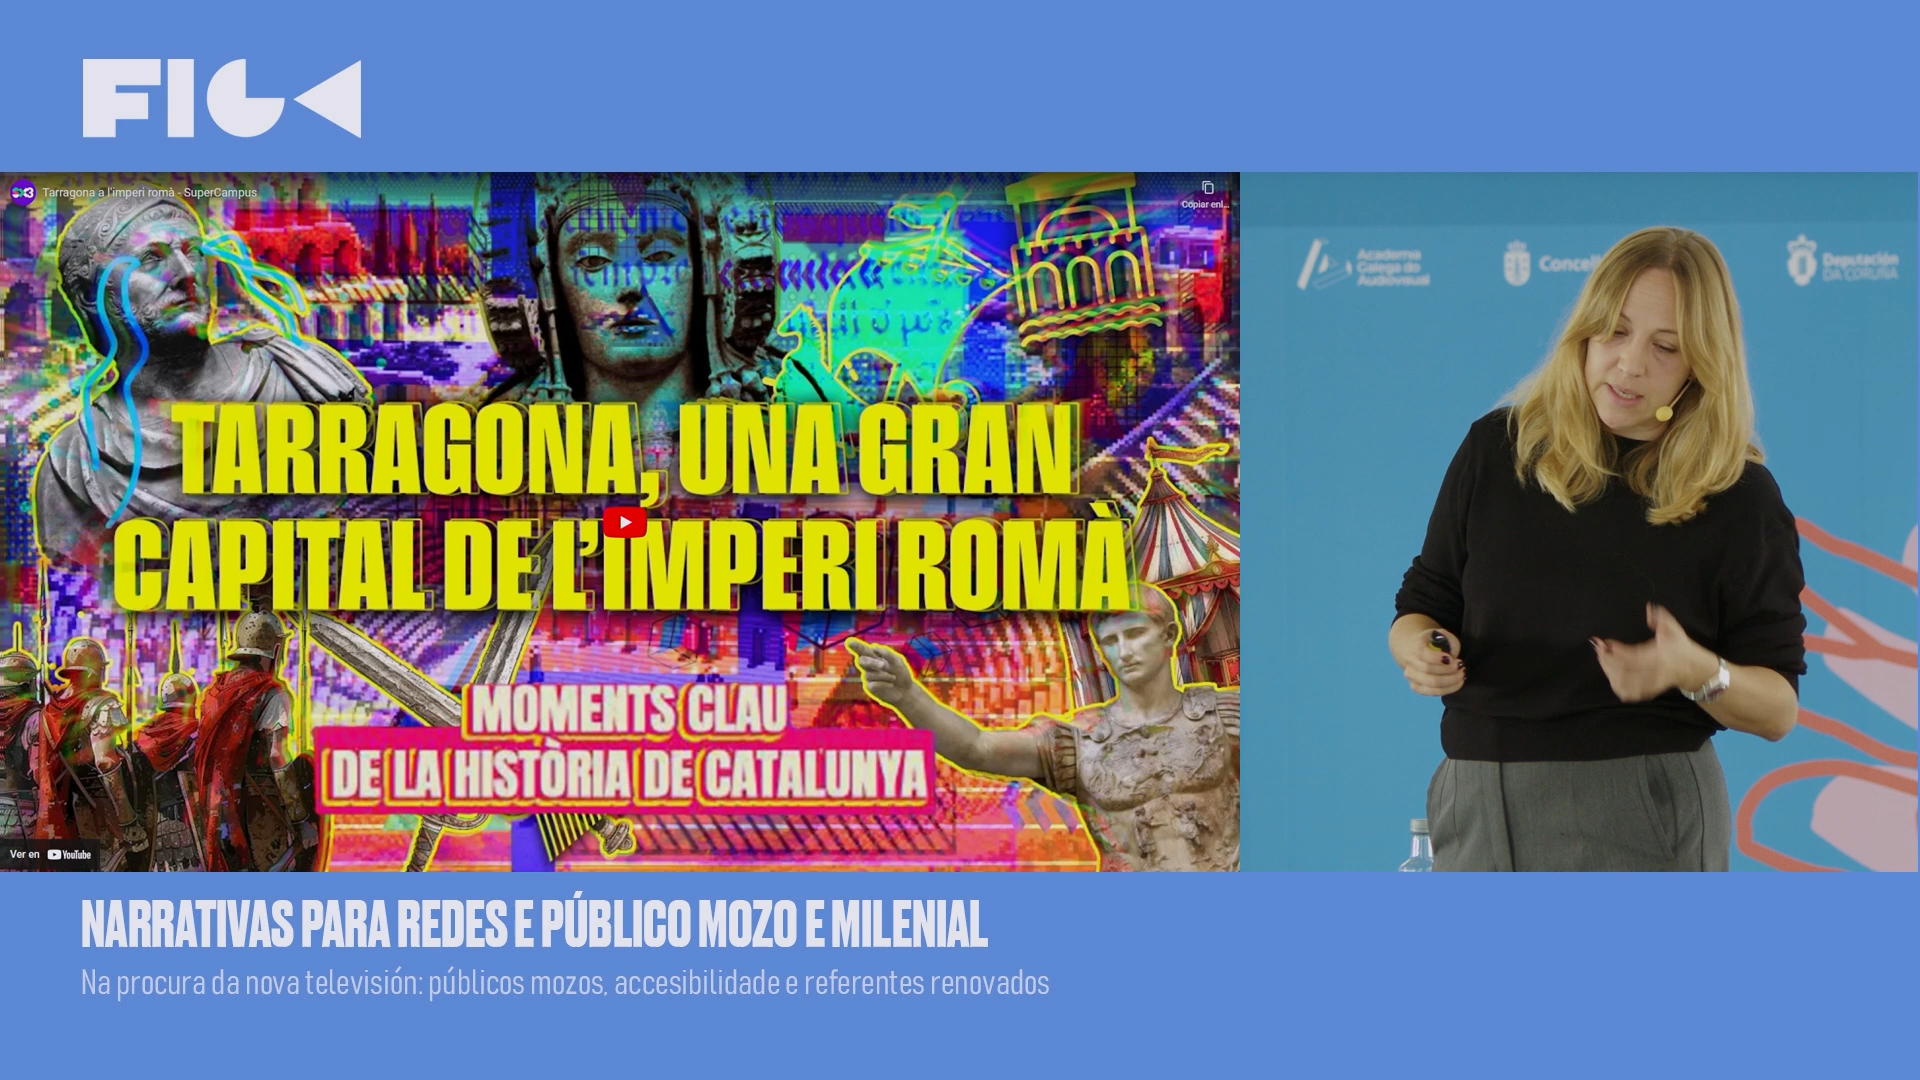 FIC
Tarragona a l'imperi romà - SuperCampus
Copiar enl...
TARRAGONA, UNA GRAN
CAPITAL DE L'IMPERI ROMÀ
MOMENTS CLAU
DE LA HISTÒRIA DE CATALUNYA
Ver en YouTube
Academia
Galega do
Audiovisual
Concell
Deputación
DA CORUÑA
NARRATIVAS PARA REDES E PÚBLICO MOZO E MILENIAL
Na procura da nova televisión: públicos mozos, accesibilidade e referentes renovados